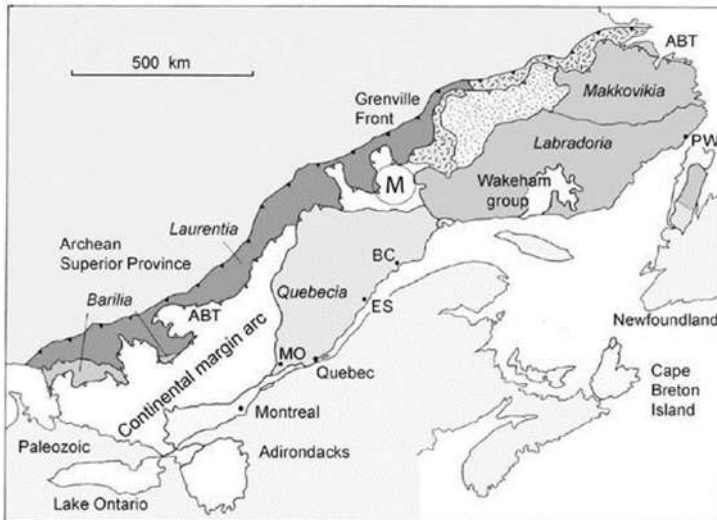 500 km
ABT
Makkovikia
Grenville
Front
Labradoria
PW
M
Wakeham
group
Laurentia
Archean
Superior Province
BC
Barilia
Quebecia
ABT
ES
Newfoundland
MO
Continental margin arc
Quebec
Cape
Breton
Island
Montreal
Paleozoic
Adirondacks
Lake Ontario